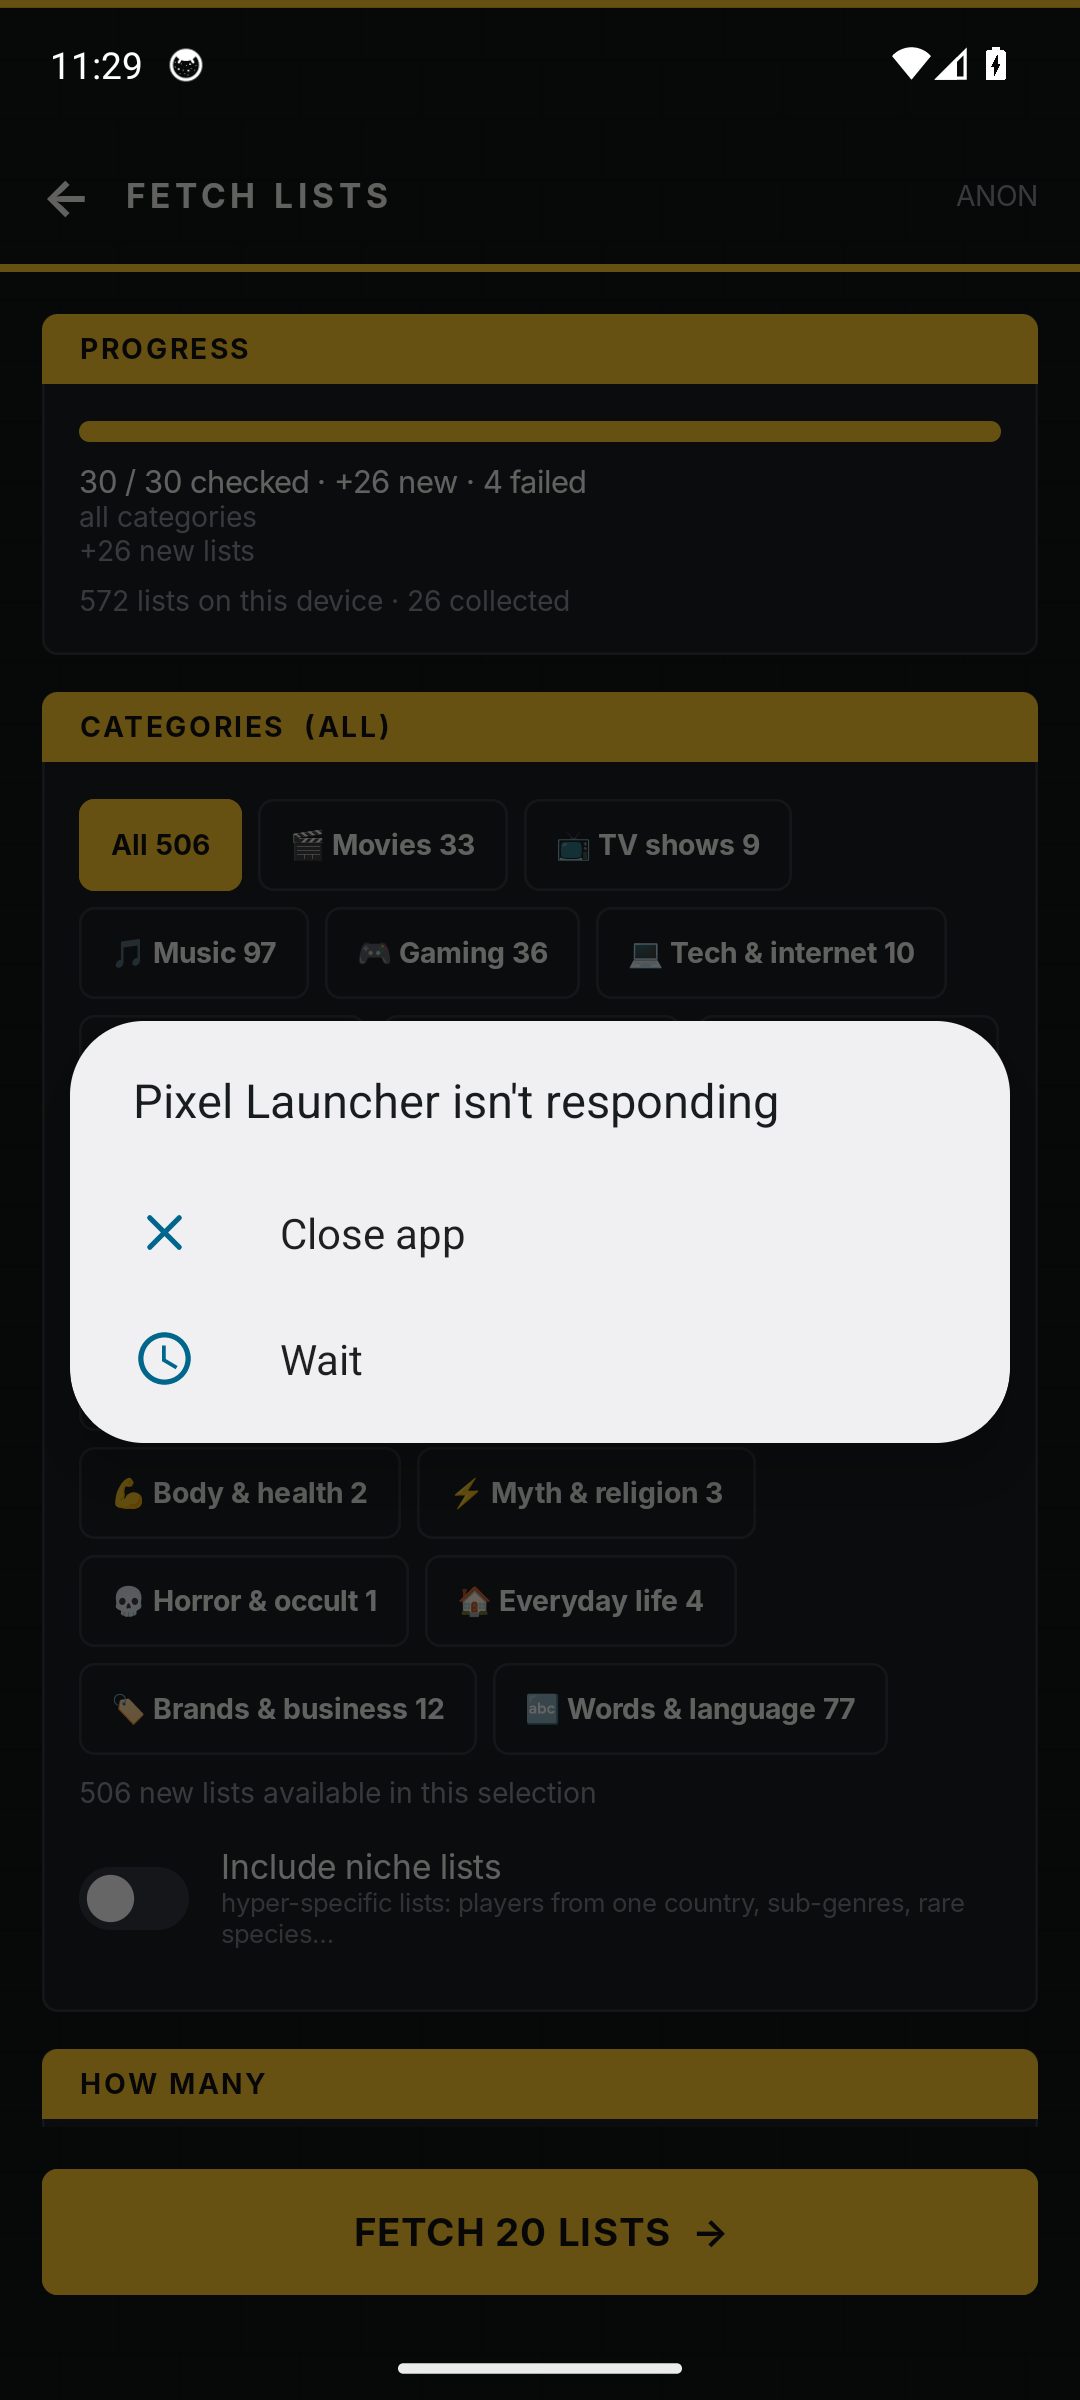 11:29
FETCH LISTS
ANON
PROGRESS
30 / 30 checked · +26 new · 4 failed
all categories
+26 new lists
572 lists on this device · 26 collected
CATEGORIES (ALL)
All 506
🎬 Movies 33
📺 TV shows 9
🎵 Music 97
🎮 Gaming 36
💻 Tech & internet 10
Pixel Launcher isn't responding
Close app
Wait
💪 Body & health 2
⚡ Myth & religion 3
💀 Horror & occult 1
🏠 Everyday life 4
🏷️ Brands & business 12
🔤 Words & language 77
506 new lists available in this selection
Include niche lists
hyper-specific lists: players from one country, sub-genres, rare
species...
HOW MANY
FETCH 20 LISTS →